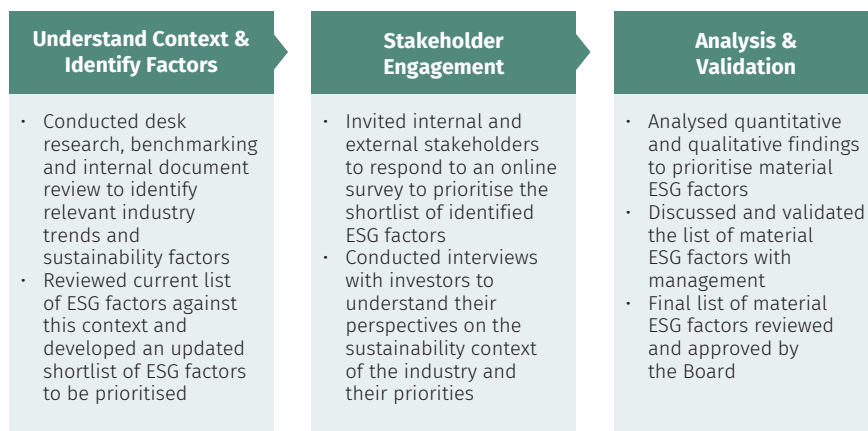 Understand Context &
Identify Factors
• Conducted desk
research, benchmarking
and internal document
review to identify
relevant industry
trends and
sustainability factors
• Reviewed current list
of ESG factors against
this context and
developed an updated
shortlist of ESG factors
to be prioritised
Stakeholder
Engagement
• Invited internal and
external stakeholders
to respond to an online
survey to prioritise the
shortlist of identified
ESG factors
• Conducted interviews
with investors to
understand their
perspectives on the
sustainability context
of the industry and
their priorities
Analysis &
Validation
• Analysed quantitative
and qualitative findings
to prioritise material
ESG factors
• Discussed and validated
the list of material
ESG factors with
management
• Final list of material
ESG factors reviewed
and approved by
the Board